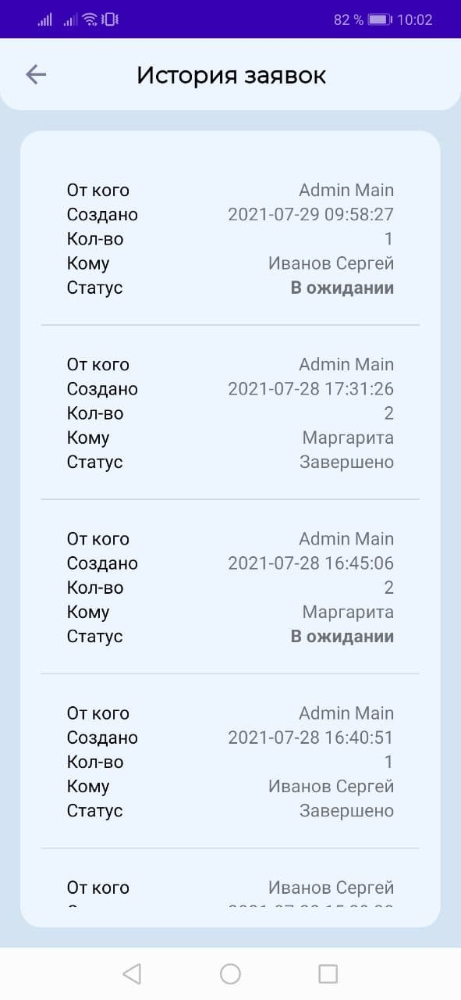 82 % 10:02
История заявок
От кого Admin Main
Создано 2021-07-29 09:58:27
Кол-во 1
Кому Иванов Сергей
Статус В ожидании
От кого Admin Main
Создано 2021-07-28 17:31:26
Кол-во 2
Кому Маргарита
Статус Завершено
От кого Admin Main
Создано 2021-07-28 16:45:06
Кол-во 2
Кому Маргарита
Статус В ожидании
От кого Admin Main
Создано 2021-07-28 16:40:51
Кол-во 1
Кому Иванов Сергей
Статус Завершено
От кого Иванов Сергей